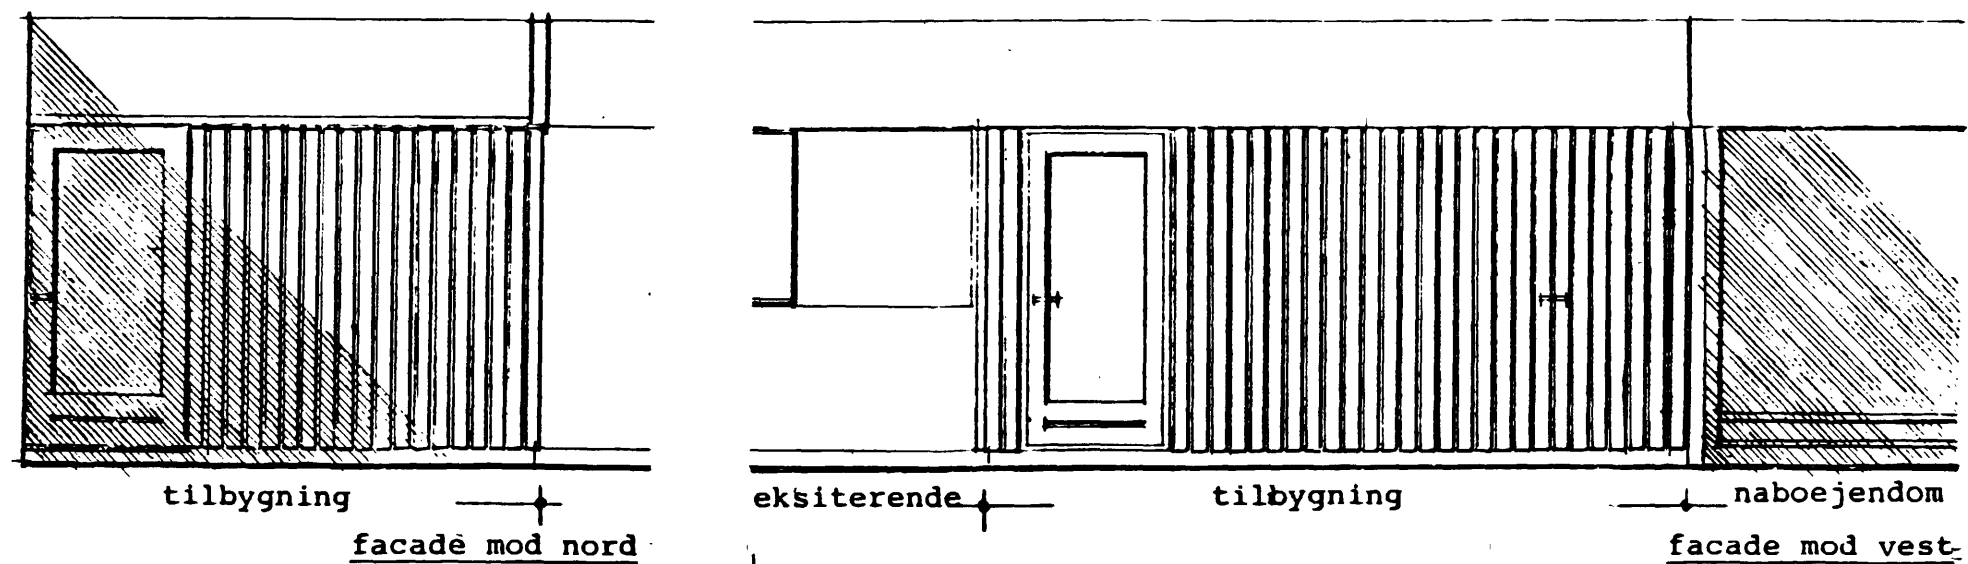 tilbygning
facade mod nord
eksiterende
tilbygning
naboejendom
facade mod vest